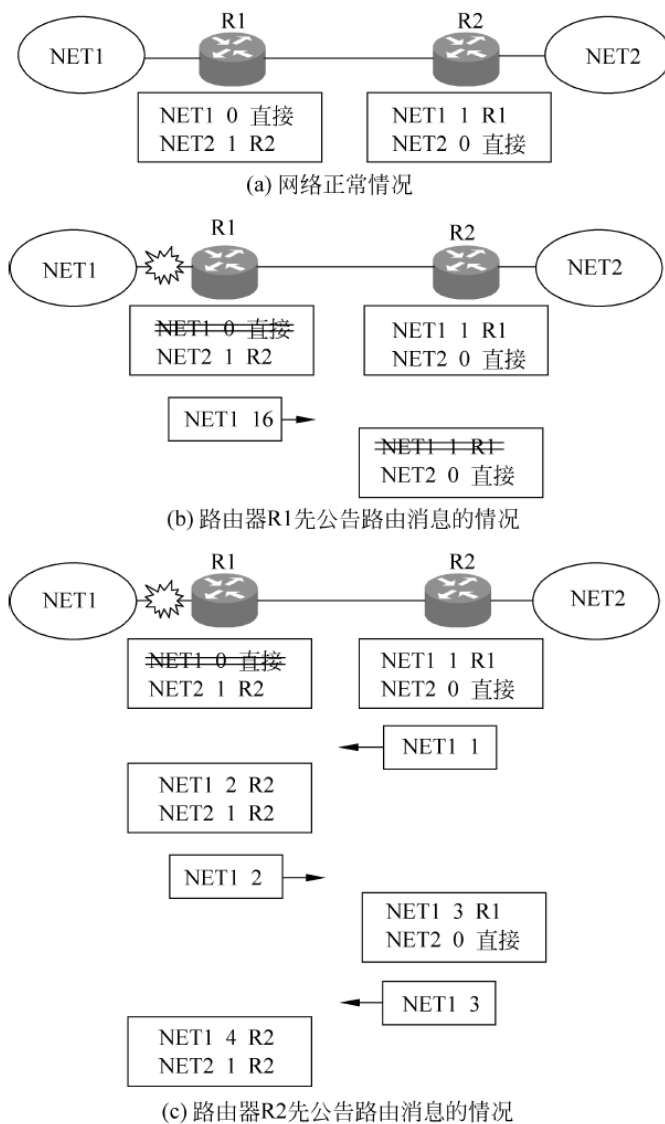 R1
R2
NET1
NET2
NET1 0 直接
NET2 1 R2
NET1 1 R1
NET2 0 直接
(a) 网络正常情况
R1
R2
NET1
NET2
NET1 0 直接
NET2 1 R2
NET1 1 R1
NET2 0 直接
NET1 16
NET1 1 R1
NET2 0 直接
(b) 路由器R1先公告路由消息的情况
R1
R2
NET1
NET2
NET1 0 直接
NET2 1 R2
NET1 1 R1
NET2 0 直接
NET1 1
NET1 2 R2
NET2 1 R2
NET1 2
NET1 3 R1
NET2 0 直接
NET1 3
NET1 4 R2
NET2 1 R2
(c) 路由器R2先公告路由消息的情况